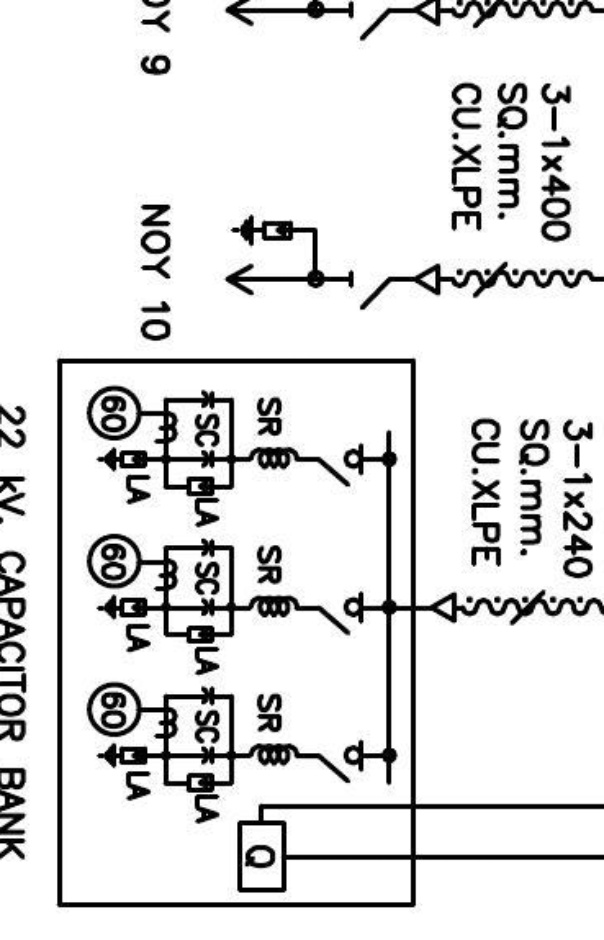 3-1x400
SQ.mm.
CU.XLPE
3-1x240
SQ.mm.
CU.XLPE
SR
SC
LA
60
LA
SR
SC
LA
60
LA
SR
SC
LA
60
LA
Q
OY 9
NOY 10
22 kV. CAPACITOR BANK